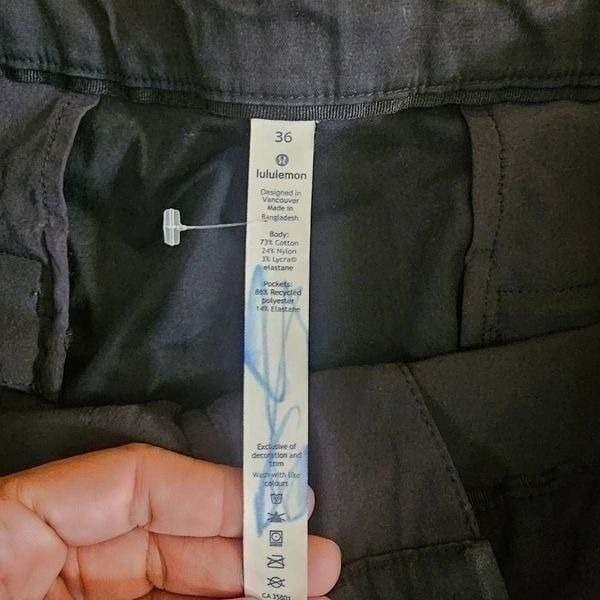 36
lululemon
Designed in
Vancouver
Made in
Bangladesh
Body:
73% Cotton
24% Nylon
3% Lycra®
elastane
Pockets:
86% Recycled
polyester
14% Elastane
Exclusive of
decoration and
trim
Wash with like
colours
CA 35801